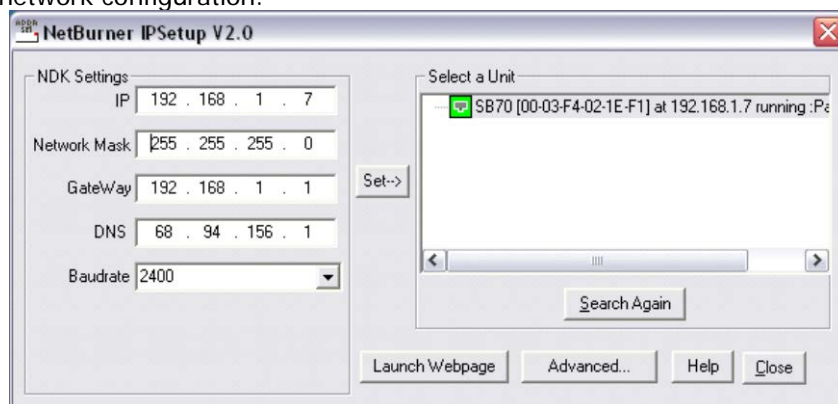 network configuration.
NetBurner IPSetup V2.0
NDK Settings
IP 192 . 168 . 1 . 7
Network Mask 255 . 255 . 255 . 0
GateWay 192 . 168 . 1 . 1
DNS 68 . 94 . 156 . 1
Baudrate 2400
Set-->
Select a Unit
SB70 [00-03-F4-02-1E-F1] at 192.168.1.7 running :Pa
Search Again
Launch Webpage
Advanced...
Help
Close